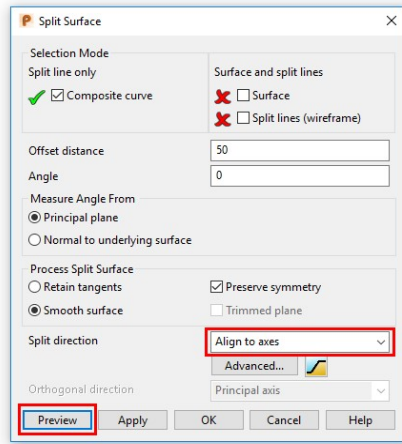 Split Surface
Selection Mode
Split line only
Surface and split lines
Composite curve
Surface
Split lines (wireframe)
Offset distance
50
Angle
0
Measure Angle From
Principal plane
Normal to underlying surface
Process Split Surface
Retain tangents
Preserve symmetry
Smooth surface
Trimmed plane
Split direction
Align to axes
Advanced...
Orthogonal direction
Principal axis
Preview
Apply
OK
Cancel
Help